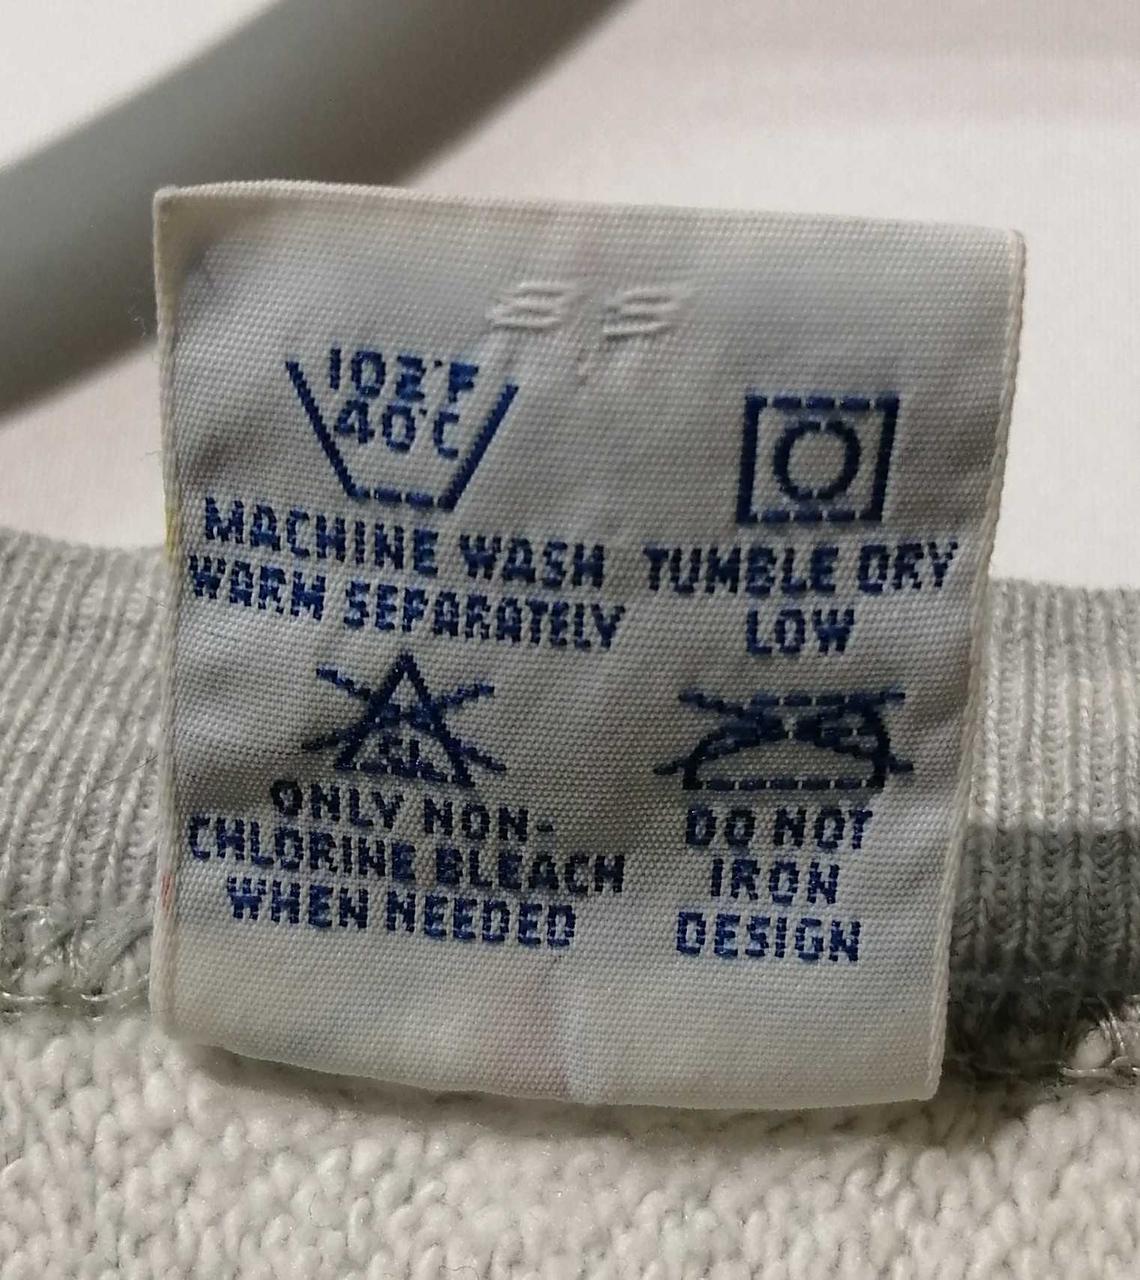 102°F
40°C
MACHINE WASH
WARM SEPARATELY
TUMBLE DRY
LOW
ONLY NON-
CHLORINE BLEACH
WHEN NEEDED
DO NOT
IRON
DESIGN